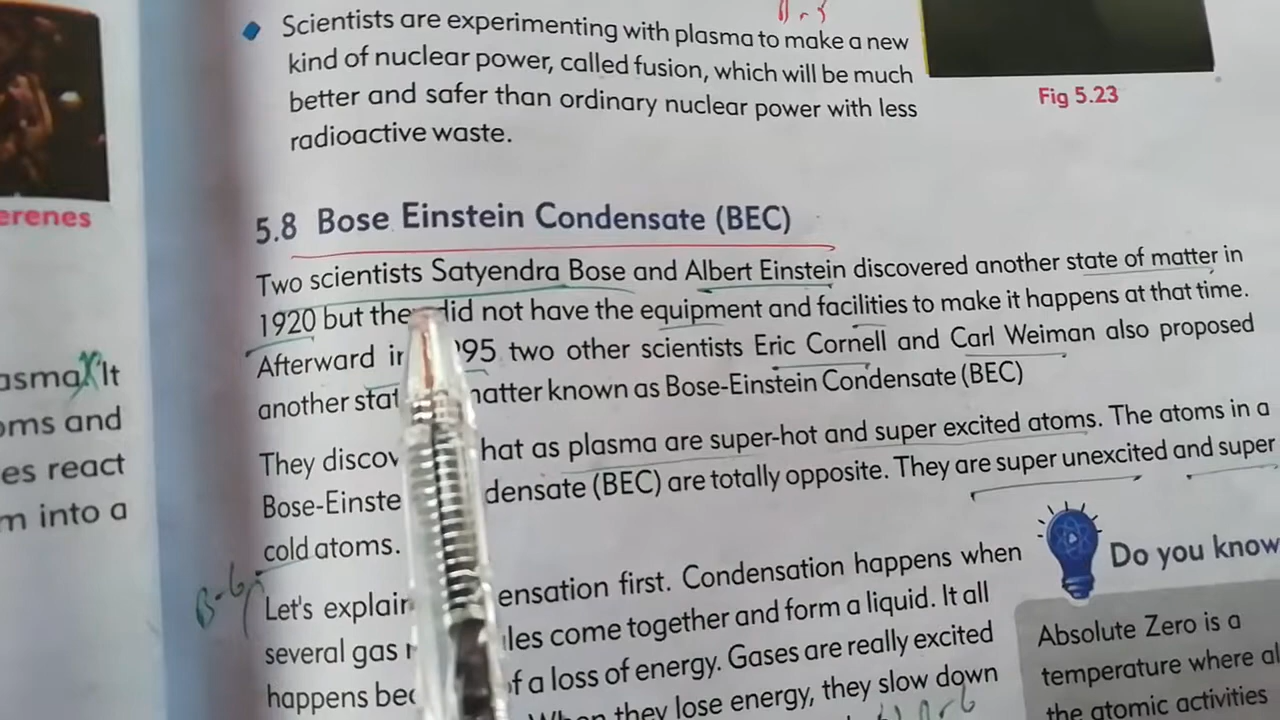 Scientists are experimenting with plasma to make a new
kind of nuclear power, called fusion, which will be much
better and safer than ordinary nuclear power with less
radioactive waste.
Fig 5.23
erenes
5.8 Bose Einstein Condensate (BEC)
Two scientists Satyendra Bose and Albert Einstein discovered another state of matter in
1920 but the did not have the equipment and facilities to make it happens at that time.
Afterward 95 two other scientists Eric Cornell and Carl Weiman also proposed
another stat matter known as Bose-Einstein Condensate (BEC)
They discov hat as plasma are super-hot and super excited atoms. The atoms in a
Bose-Einste densate (BEC) are totally opposite. They are super unexcited and super
cold atoms.
B-6
Let's explain ensation first. Condensation happens when
several gas les come together and form a liquid. It all
happens bec f a loss of energy. Gases are really excited
When they lose energy, they slow down
asma It
oms and
es react
m into a
Do you know
Absolute Zero is a
temperature where al
the atomic activities